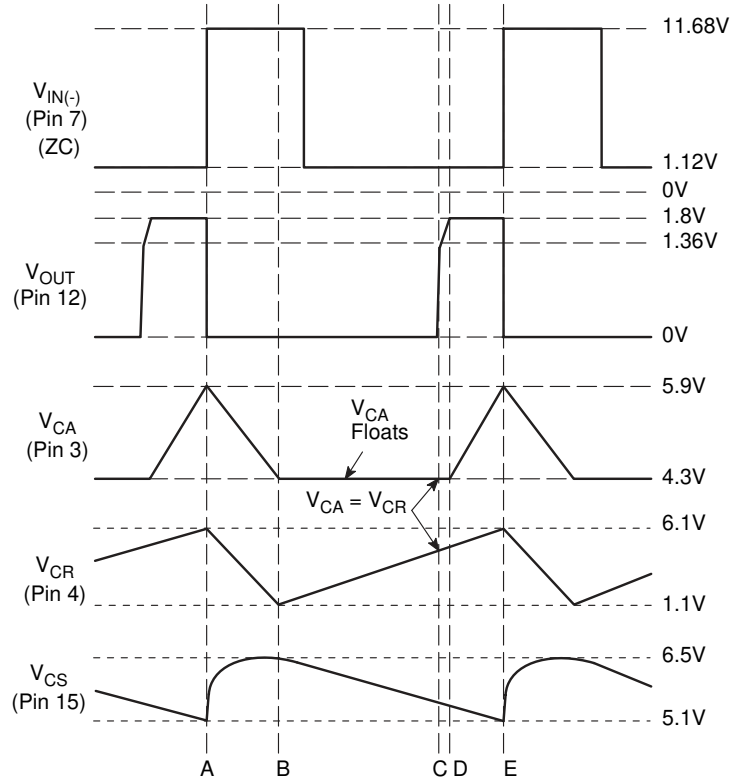 11.68V
V_IN(-)
(Pin 7)
(ZC)
1.12V
0V
1.8V
1.36V
V_OUT
(Pin 12)
0V
5.9V
V_CA
(Pin 3)
V_CA
Floats
4.3V
V_CA = V_CR
6.1V
V_CR
(Pin 4)
1.1V
6.5V
V_CS
(Pin 15)
5.1V
A B C D E